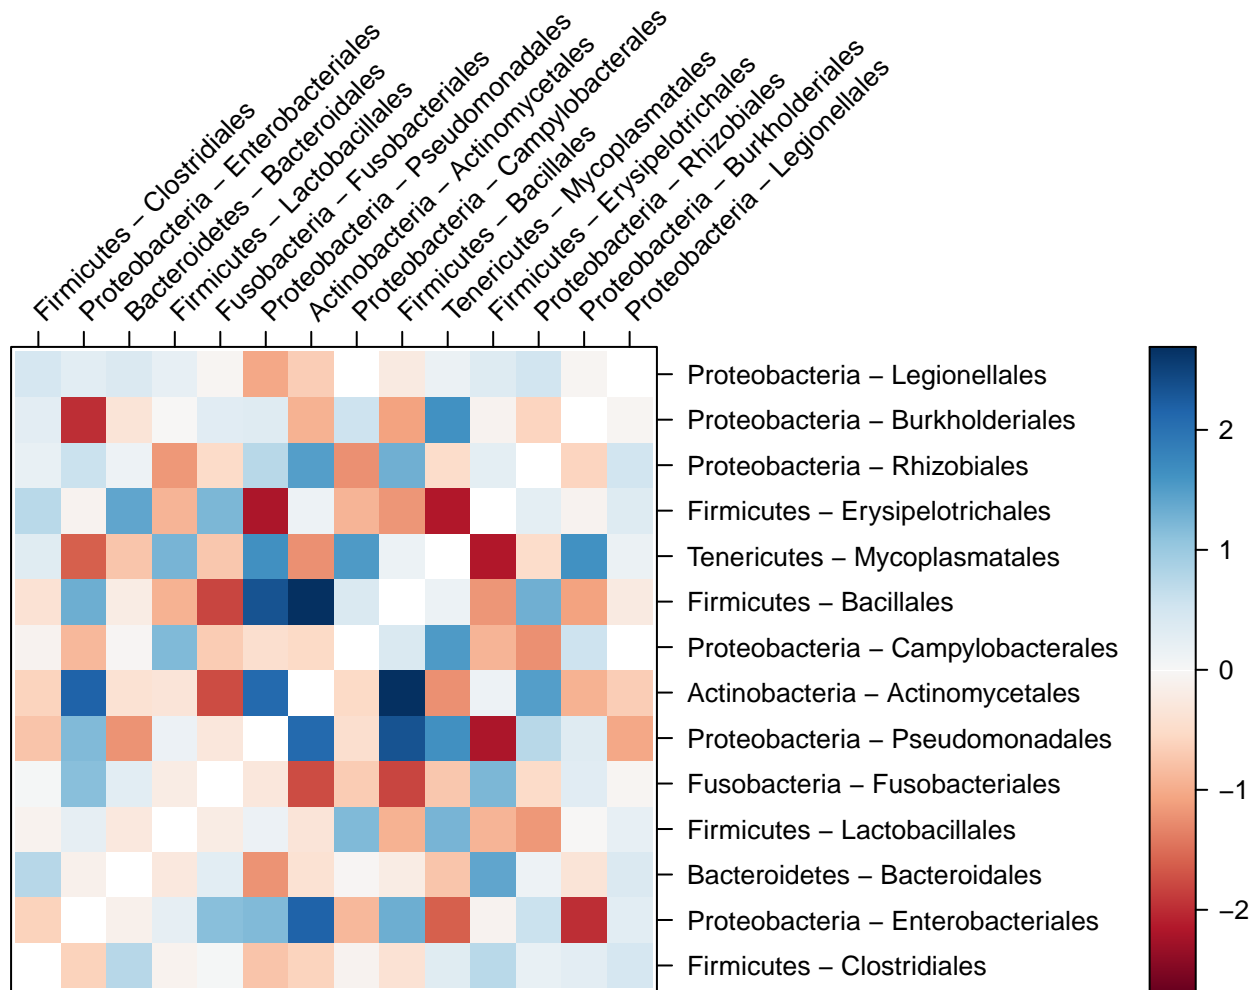 Firmicutes – Clostridiales
Proteobacteria – Enterobacteriales
Bacteroidetes – Bacteroidales
Firmicutes – Lactobacillales
Fusobacteria – Fusobacteriales
Proteobacteria – Pseudomonadales
Actinobacteria – Actinomycetales
Proteobacteria – Campylobacterales
Firmicutes – Bacillales
Tenericutes – Mycoplasmatales
Firmicutes – Erysipelotrichales
Proteobacteria – Rhizobiales
Proteobacteria – Burkholderiales
Proteobacteria – Legionellales
Proteobacteria – Legionellales
Proteobacteria – Burkholderiales
Proteobacteria – Rhizobiales
Firmicutes – Erysipelotrichales
Tenericutes – Mycoplasmatales
Firmicutes – Bacillales
Proteobacteria – Campylobacterales
Actinobacteria – Actinomycetales
Proteobacteria – Pseudomonadales
Fusobacteria – Fusobacteriales
Firmicutes – Lactobacillales
Bacteroidetes – Bacteroidales
Proteobacteria – Enterobacteriales
Firmicutes – Clostridiales
2
1
0
−1
−2